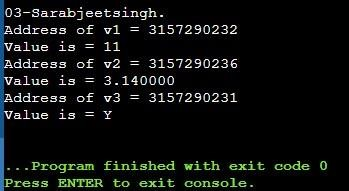 03-Sarabjeetsingh.
Address of v1 = 3157290232
Value is = 11
Address of v2 = 3157290236
Value is = 3.140000
Address of v3 = 3157290231
Value is = Y
...Program finished with exit code 0
Press ENTER to exit console.